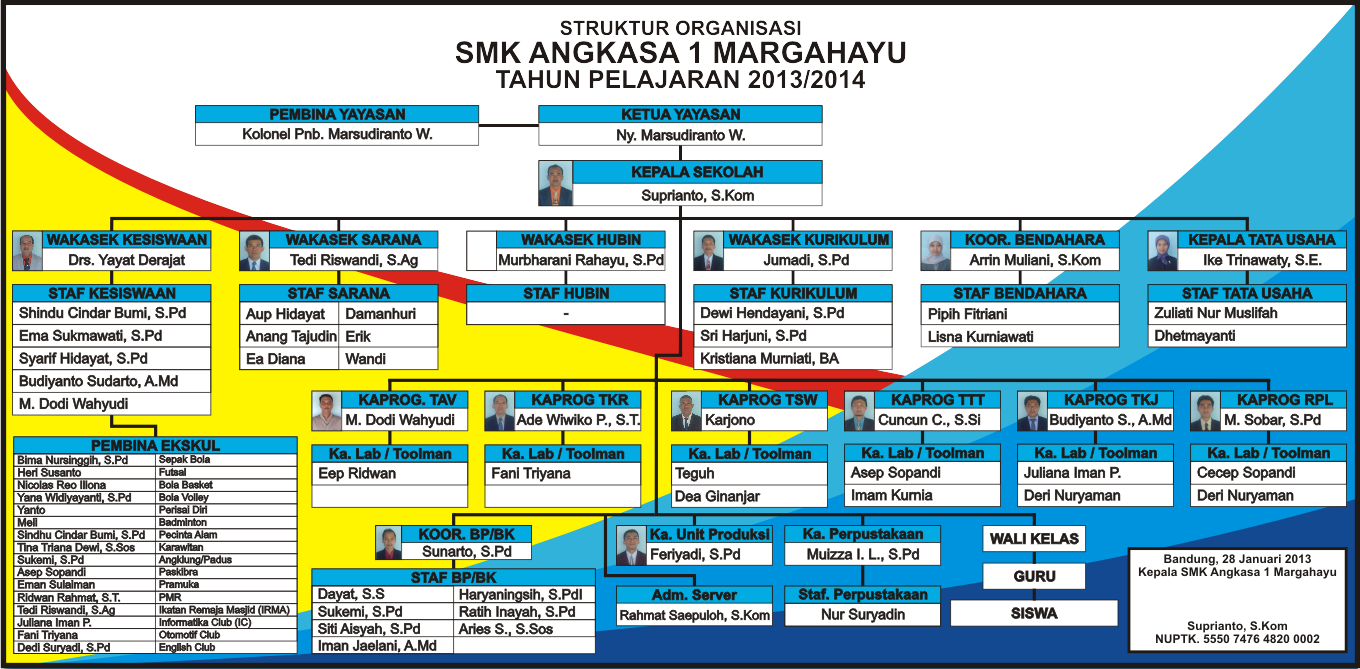 STRUKTUR ORGANISASI
SMK ANGKASA 1 MARGAHAYU
TAHUN PELAJARAN 2013/2014
PEMBINA YAYASAN
Kolonel Pnb. Marsudiranto W.
KETUA YAYASAN
Ny. Marsudiranto W.
KEPALA SEKOLAH
Suprianto, S.Kom
WAKASEK KESISWAAN
Drs. Yayat Derajat
WAKASEK SARANA
Tedi Riswandi, S.Ag
WAKASEK HUBIN
Murbharani Rahayu, S.Pd
WAKASEK KURIKULUM
Jumadi, S.Pd
KOOR. BENDAHARA
Arrin Muliani, S.Kom
KEPALA TATA USAHA
Ike Trinawaty, S.E.
STAF KESISWAAN
Shindu Cindar Bumi, S.Pd
Ema Sukmawati, S.Pd
Syarif Hidayat, S.Pd
Budiyanto Sudarto, A.Md
M. Dodi Wahyudi
STAF SARANA
Aup Hidayat Damanhuri
Anang Tajudin Erik
Ea Diana Wandi
STAF HUBIN
-
STAF KURIKULUM
Dewi Hendayani, S.Pd
Sri Harjuni, S.Pd
Kristiana Murniati, BA
STAF BENDAHARA
Pipih Fitriani
Lisna Kurniawati
STAF TATA USAHA
Zuliati Nur Muslifah
Dhetmayanti
KAPROG. TAV
M. Dodi Wahyudi
KAPROG TKR
Ade Wiwiko P., S.T.
KAPROG TSW
Karjono
KAPROG TTT
Cuncun C., S.Si
KAPROG TKJ
Budiyanto S., A.Md
KAPROG RPL
M. Sobar, S.Pd
Ka. Lab / Toolman
Eep Ridwan
Ka. Lab / Toolman
Fani Triyana
Ka. Lab / Toolman
Teguh
Dea Ginanjar
Ka. Lab / Toolman
Asep Sopandi
Imam Kurnia
Ka. Lab / Toolman
Juliana Iman P.
Deri Nuryaman
Ka. Lab / Toolman
Cecep Sopandi
Deri Nuryaman
PEMBINA EKSKUL
Bima Nursinggih, S.Pd Sepak Bola
Heri Susanto Futsal
Nicolas Reo Illona Bola Basket
Yana Widiyayanti, S.Pd Bola Volley
Yanto Perisai Diri
Meli Badminton
Sindhu Cindar Bumi, S.Pd Pecinta Alam
Tina Triana Dewi, S.Sos Karawitan
Sukemi, S.Pd Angklung/Padus
Asep Sopandi Paskibra
Eman Sulaiman Pramuka
Ridwan Rahmat, S.T. PMR
Tedi Riswandi, S.Ag Ikatan Remaja Masjid (IRMA)
Juliana Iman P. Informatika Club (IC)
Fani Triyana Otomotif Club
Dedi Suryadi, S.Pd English Club
KOOR. BP/BK
Sunarto, S.Pd
STAF BP/BK
Dayat, S.S Haryaningsih, S.PdI
Sukemi, S.Pd Ratih Inayah, S.Pd
Siti Aisyah, S.Pd Aries S., S.Sos
Iman Jaelani, A.Md
Ka. Unit Produksi
Feriyadi, S.Pd
Adm. Server
Rahmat Saepuloh, S.Kom
Ka. Perpustakaan
Muizza I. L., S.Pd
Staf. Perpustakaan
Nur Suryadin
WALI KELAS
GURU
SISWA
Bandung, 28 Januari 2013
Kepala SMK Angkasa 1 Margahayu
Suprianto, S.Kom
NUPTK. 5550 7476 4820 0002